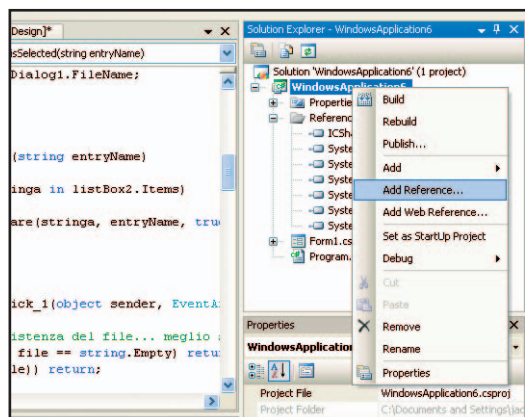 Design]*
Solution Explorer - WindowsApplication6
isSelected(string entryName)
Dialog1.FileName;
Solution 'WindowsApplication6' (1 project)
WindowsApplication6
Build
Propertie
Rebuild
Referenc
Publish...
ICSha
(string entryName)
Syste
Add
Syste
Add Reference...
inga in listBox2.Items)
Syste
Add Web Reference...
Syste
are(stringa, entryName, tru
Set as StartUp Project
Syste
Form1.cs
Debug
Program.
Cut
Paste
ick_1(object sender, EventA
Properties
Remove
istenza del file... meglio
WindowsApplication
Rename
file == string.Empty) retu
le)) return;
Properties
Project File
WindowsApplication6.csproj
Project Folder
C:\Documents and Settings\jac